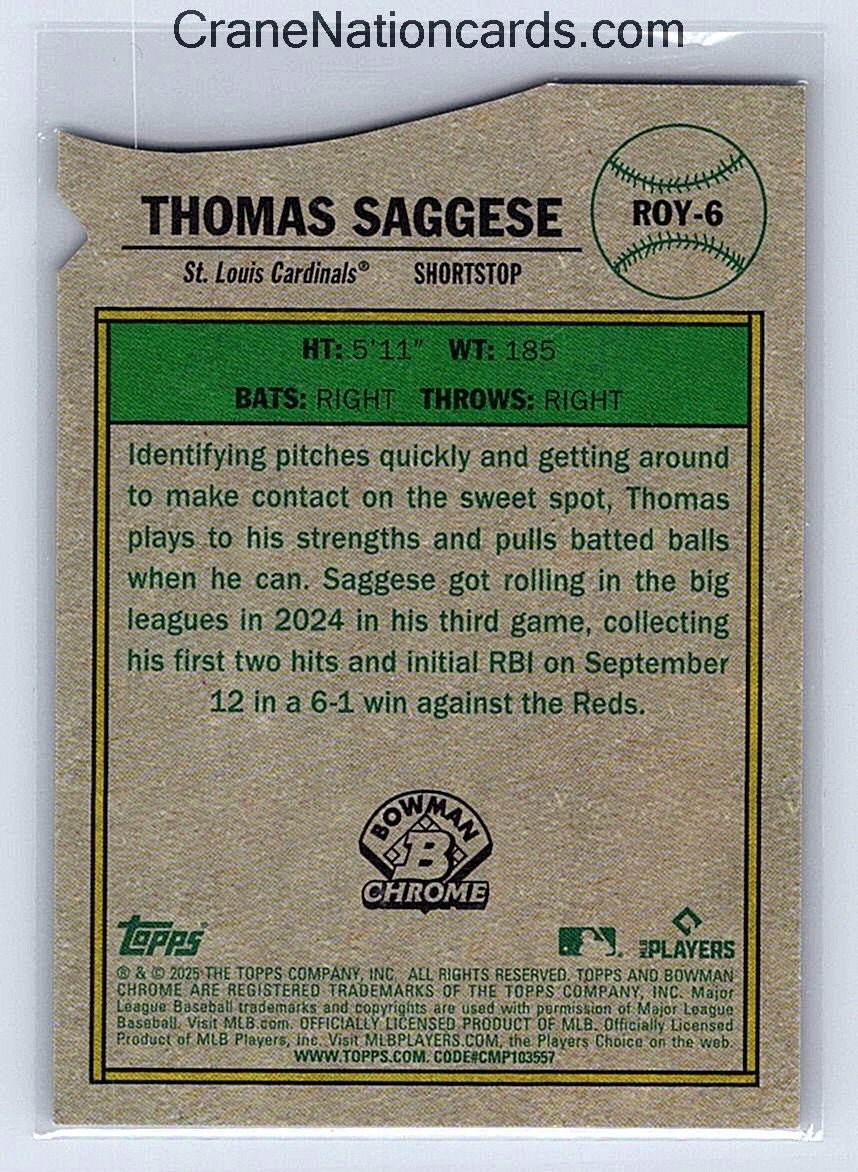 CraneNationcards.com
THOMAS SAGGESE
ROY-6
St. Louis Cardinals® SHORTSTOP
HT: 5'11" WT: 185
BATS: RIGHT THROWS: RIGHT
Identifying pitches quickly and getting around
to make contact on the sweet spot, Thomas
plays to his strengths and pulls batted balls
when he can. Saggese got rolling in the big
leagues in 2024 in his third game, collecting
his first two hits and initial RBI on September
12 in a 6-1 win against the Reds.
BOWMAN
B
CHROME
TOPPS®
PLAYERS
® & © 2025 THE TOPPS COMPANY, INC. ALL RIGHTS RESERVED. TOPPS AND BOWMAN
CHROME ARE REGISTERED TRADEMARKS OF THE TOPPS COMPANY, INC. Major
League Baseball trademarks and copyrights are used with permission of Major League
Baseball. Visit MLB.com. OFFICIALLY LICENSED PRODUCT OF MLB. Officially Licensed
Product of MLB Players, Inc. Visit MLBPLAYERS.COM, the Players Choice on the web.
WWW.TOPPS.COM. CODE#CMP103557